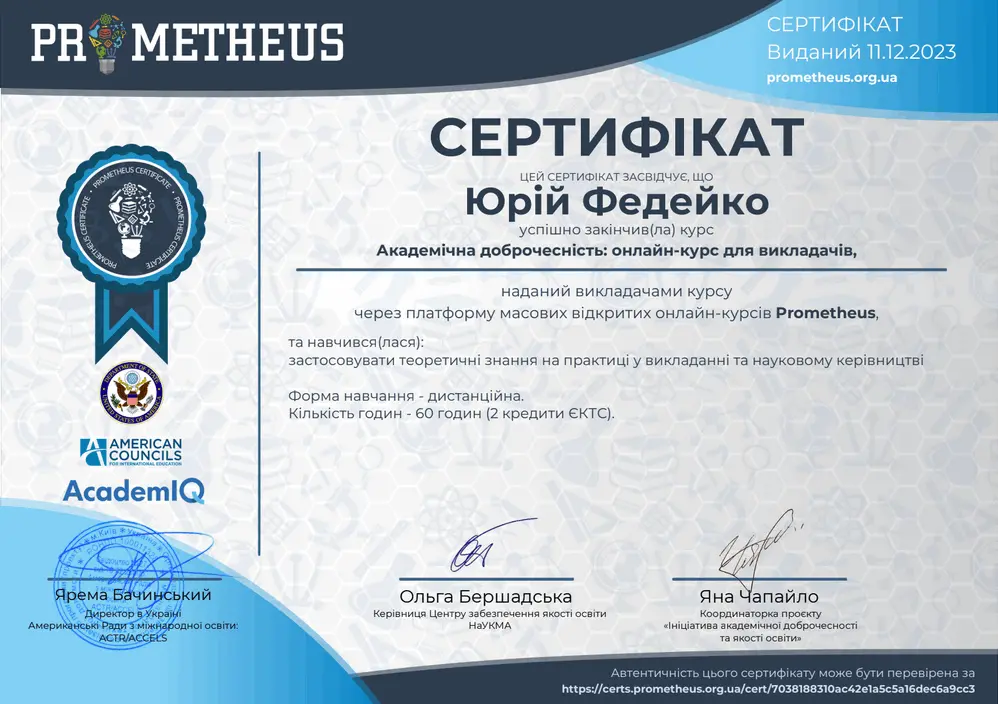 PROMETHEUS
СЕРТИФІКАТ
Виданий 11.12.2023
prometheus.org.ua
СЕРТИФІКАТ
ЦЕЙ СЕРТИФІКАТ ЗАСВІДЧУЄ, ЩО
Юрій Федейко
успішно закінчив(ла) курс
Академічна доброчесність: онлайн-курс для викладачів,
наданий викладачами курсу
через платформу масових відкритих онлайн-курсів Prometheus,
та навчився(лася):
застосовувати теоретичні знання на практиці у викладанні та науковому керівництві
Форма навчання - дистанційна.
Кількість годин - 60 годин (2 кредити ЄКТС).
PROMETHEUS CERTIFICATE • PROMETHEUS CERTIFICATE • PROMETHEUS CERTIFICATE •
DEPARTMENT OF STATE
UNITED STATES OF AMERICA
AMERICAN
COUNCILS
FOR INTERNATIONAL EDUCATION
AcademIQ
Ярема Бачинський
Директор в Україні
Американські Ради з міжнародної освіти:
ACTR/ACCELS
Ольга Бершадська
Керівниця Центру забезпечення якості освіти
НаУКМА
Яна Чапайло
Координаторка проєкту
«Ініціатива академічної доброчесності
та якості освіти»
Автентичність цього сертифікату може бути перевірена за
https://certs.prometheus.org.ua/cert/7038188310ac42e1a5c5a16dec6a9cc3